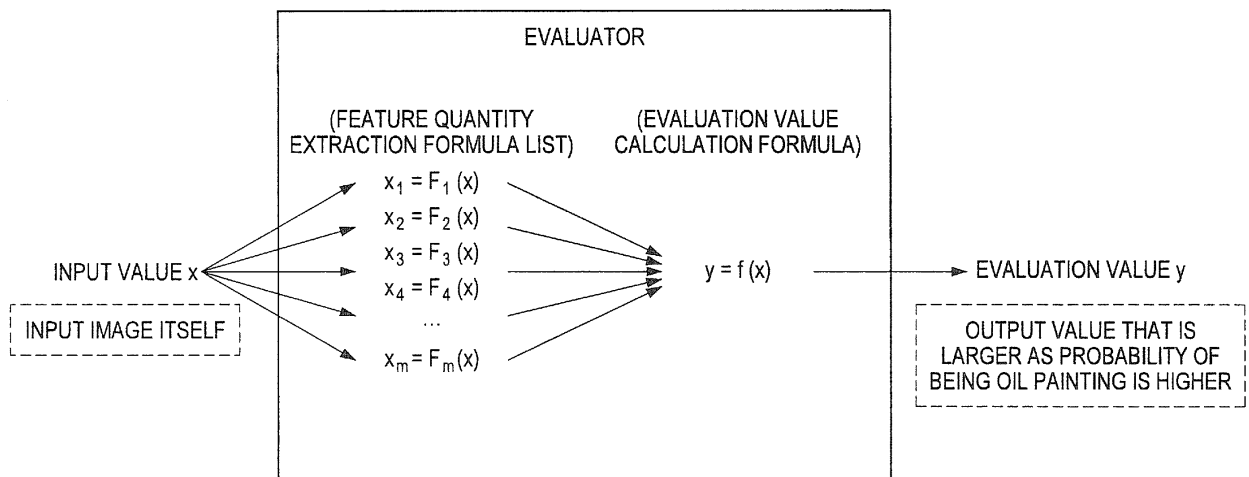 EVALUATOR
(FEATURE QUANTITY
EXTRACTION FORMULA LIST)
(EVALUATION VALUE
CALCULATION FORMULA)
x₁ = F₁ (x)
x₂ = F₂ (x)
x₃ = F₃ (x)
x₄ = F₄ (x)
...
xₘ = Fₘ (x)
INPUT VALUE x
INPUT IMAGE ITSELF
y = f (x)
EVALUATION VALUE y
OUTPUT VALUE THAT IS
LARGER AS PROBABILITY OF
BEING OIL PAINTING IS HIGHER